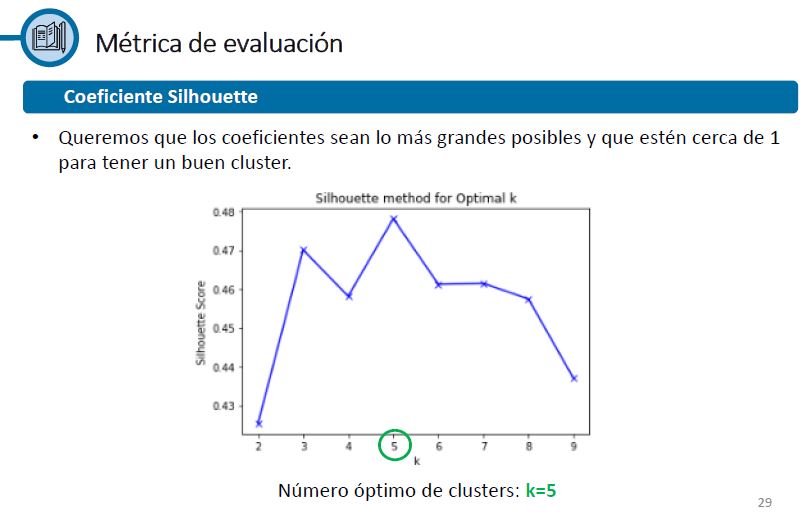 Métrica de evaluación
Coeficiente Silhouette
• Queremos que los coeficientes sean lo más grandes posibles y que estén cerca de 1
para tener un buen cluster.
Silhouette method for Optimal k
0.48
0.47
0.46
0.45
0.44
0.43
Silhouette Score
2 3 4 5 6 7 8 9
k
Número óptimo de clusters: k=5
29